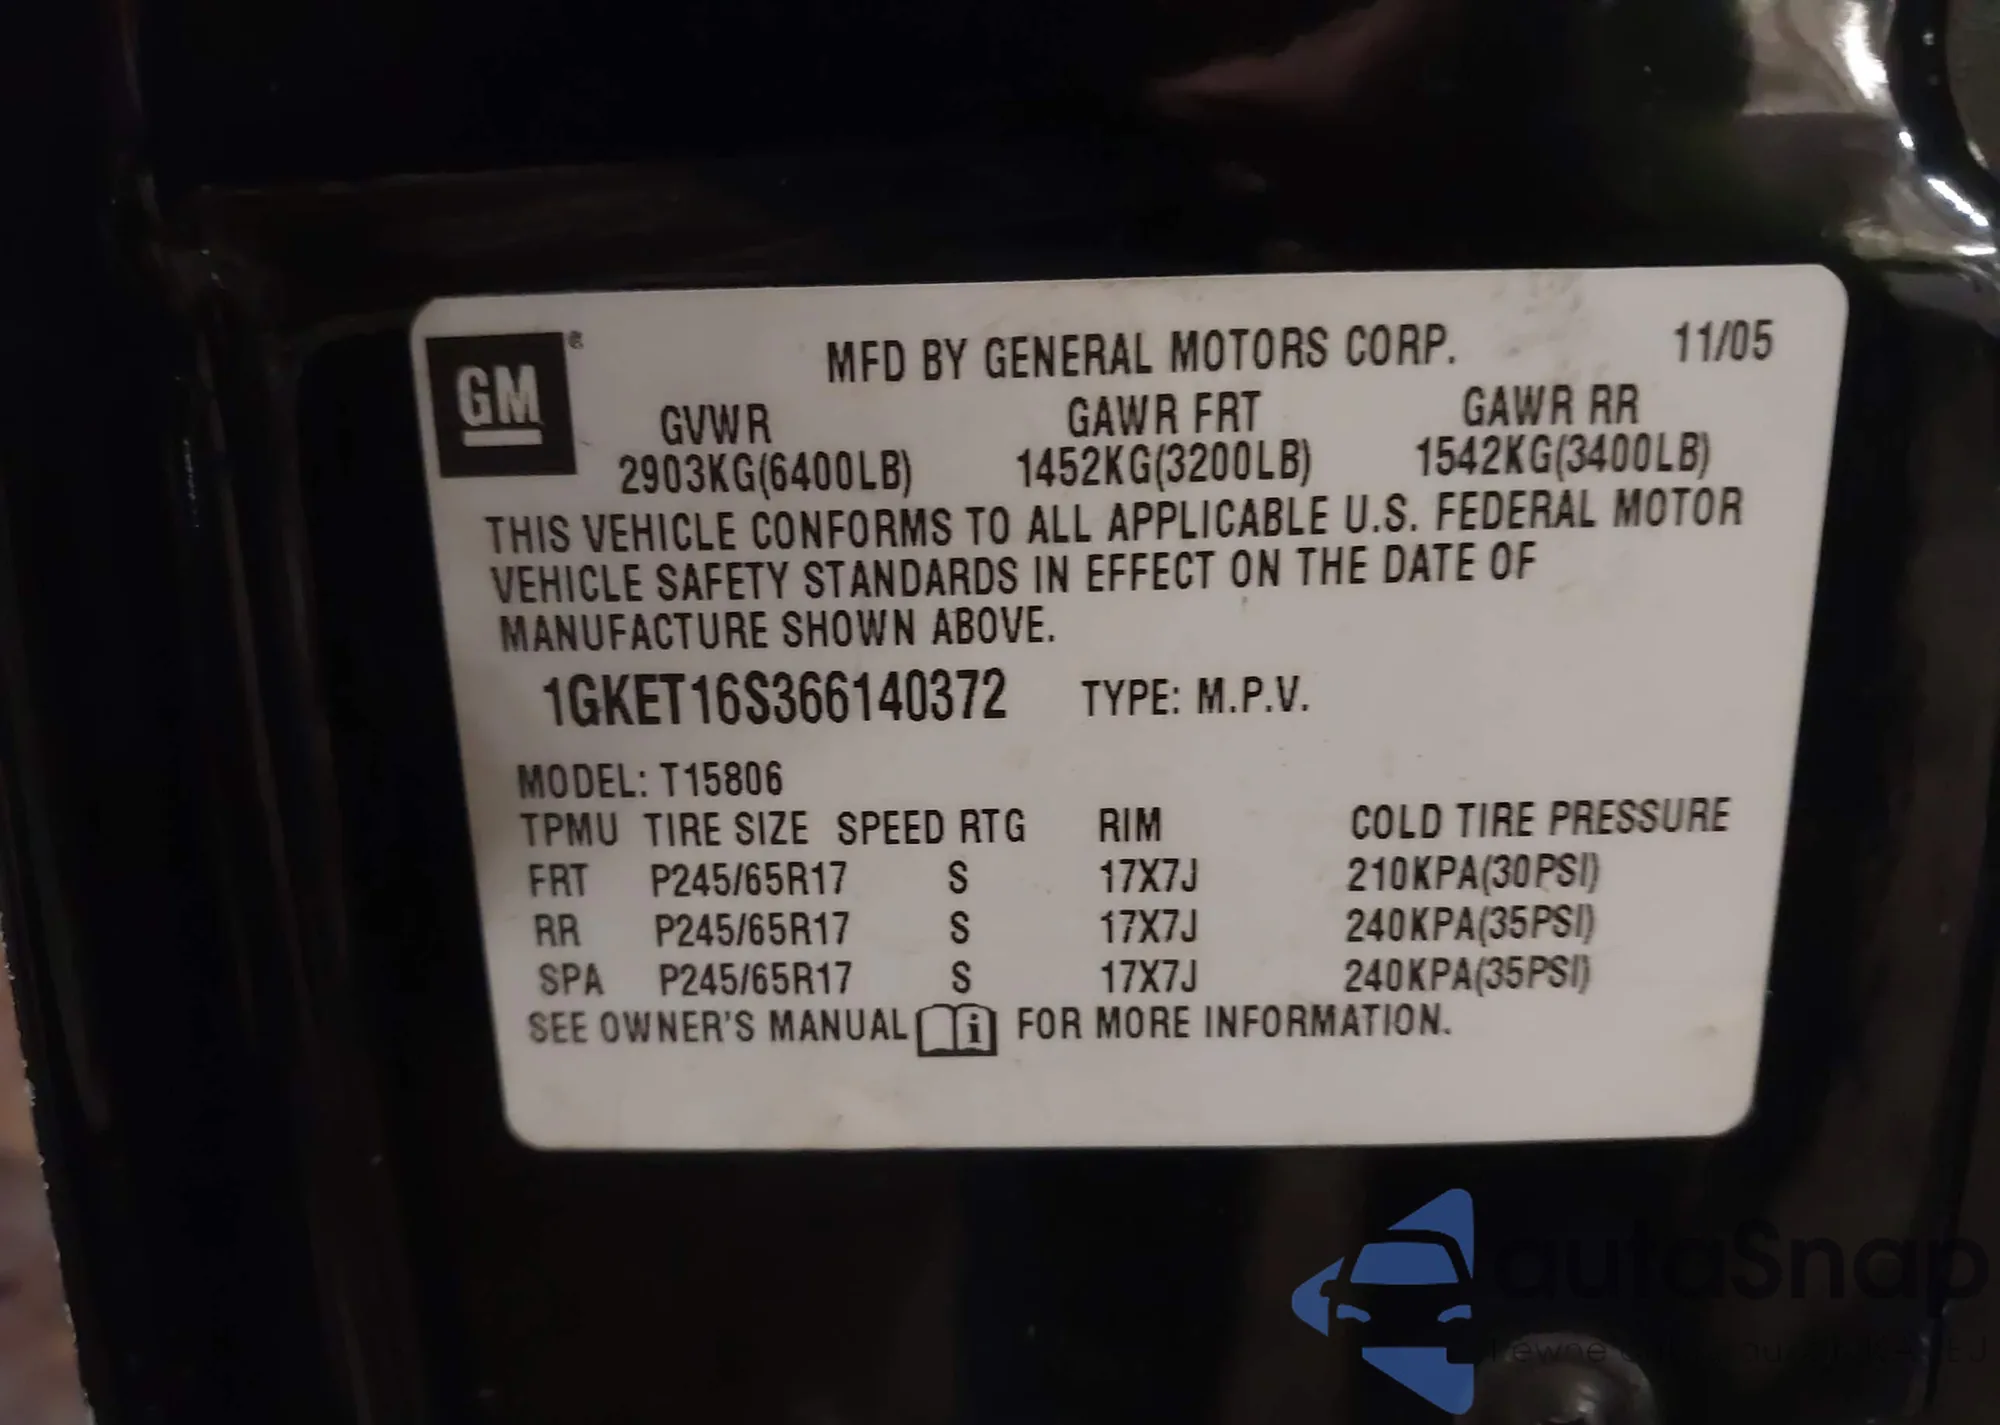 GM®
MFD BY GENERAL MOTORS CORP. 11/05
GVWR GAWR FRT GAWR RR
2903KG(6400LB) 1452KG(3200LB) 1542KG(3400LB)
THIS VEHICLE CONFORMS TO ALL APPLICABLE U.S. FEDERAL MOTOR
VEHICLE SAFETY STANDARDS IN EFFECT ON THE DATE OF
MANUFACTURE SHOWN ABOVE.
1GKET16S366140372 TYPE: M.P.V.
MODEL: T15806
TPMU TIRE SIZE SPEED RTG RIM COLD TIRE PRESSURE
FRT P245/65R17 S 17X7J 210KPA(30PSI)
RR P245/65R17 S 17X7J 240KPA(35PSI)
SPA P245/65R17 S 17X7J 240KPA(35PSI)
SEE OWNER'S MANUAL FOR MORE INFORMATION.
autaSnap